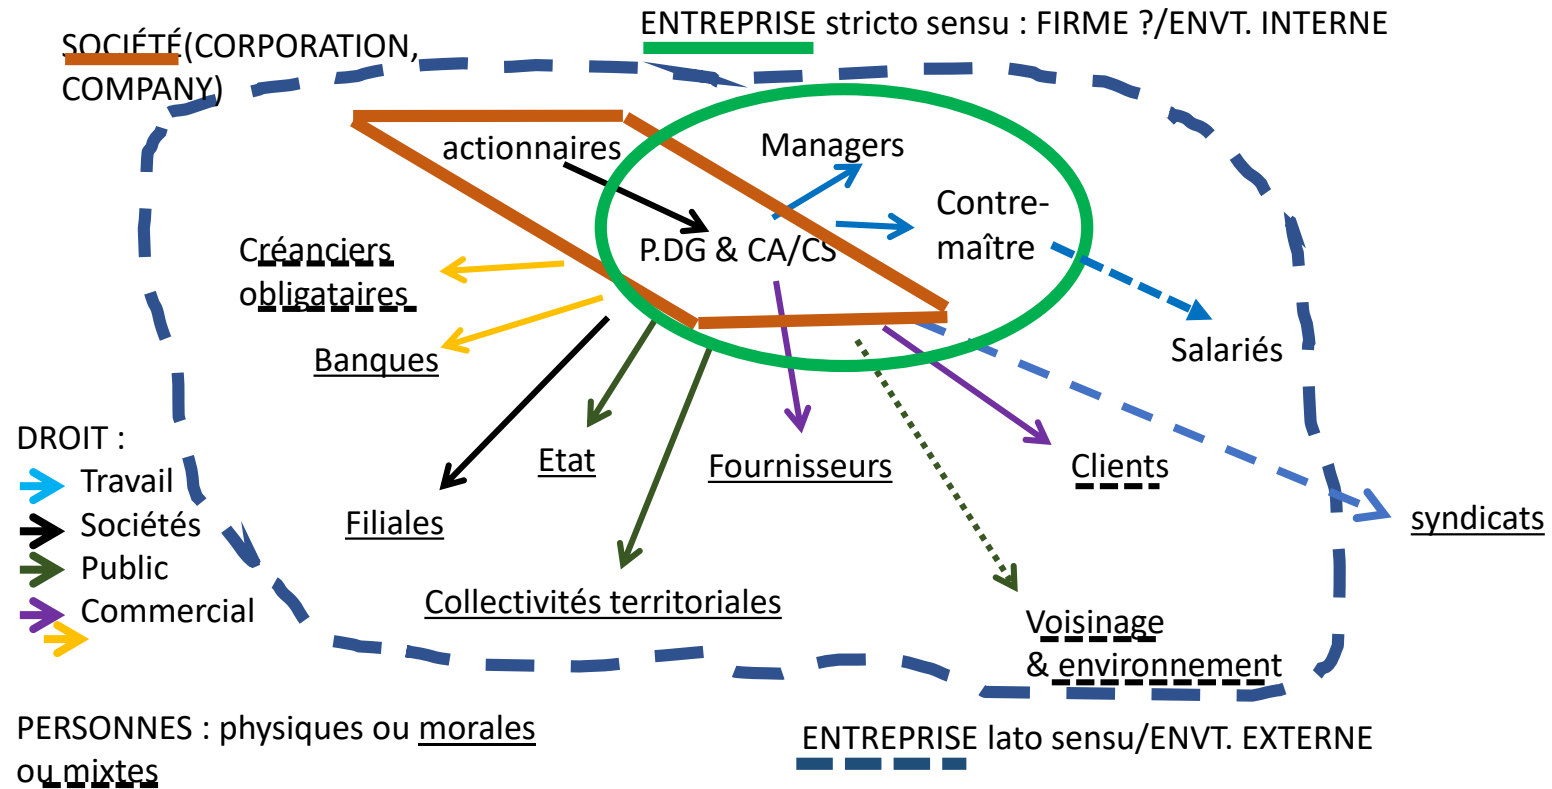 ENTREPRISE stricto sensu : FIRME ?/ENVT. INTERNE
SOCIÉTÉ(CORPORATION,
COMPANY)
actionnaires
Managers
Contre-
maître
P.DG & CA/CS
Créanciers
obligataires
Banques
Salariés
DROIT :
Travail
Sociétés
Public
Commercial
Etat
Fournisseurs
Clients
Filiales
syndicats
Collectivités territoriales
Voisinage
& environnement
PERSONNES : physiques ou morales
ou mixtes
ENTREPRISE lato sensu/ENVT. EXTERNE